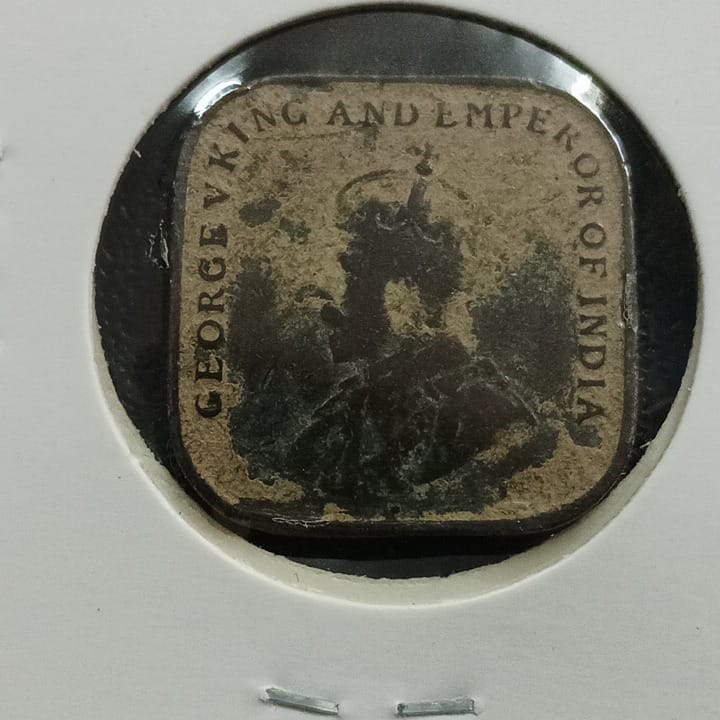 GEORGE V KING AND EMPEROR OF INDIA